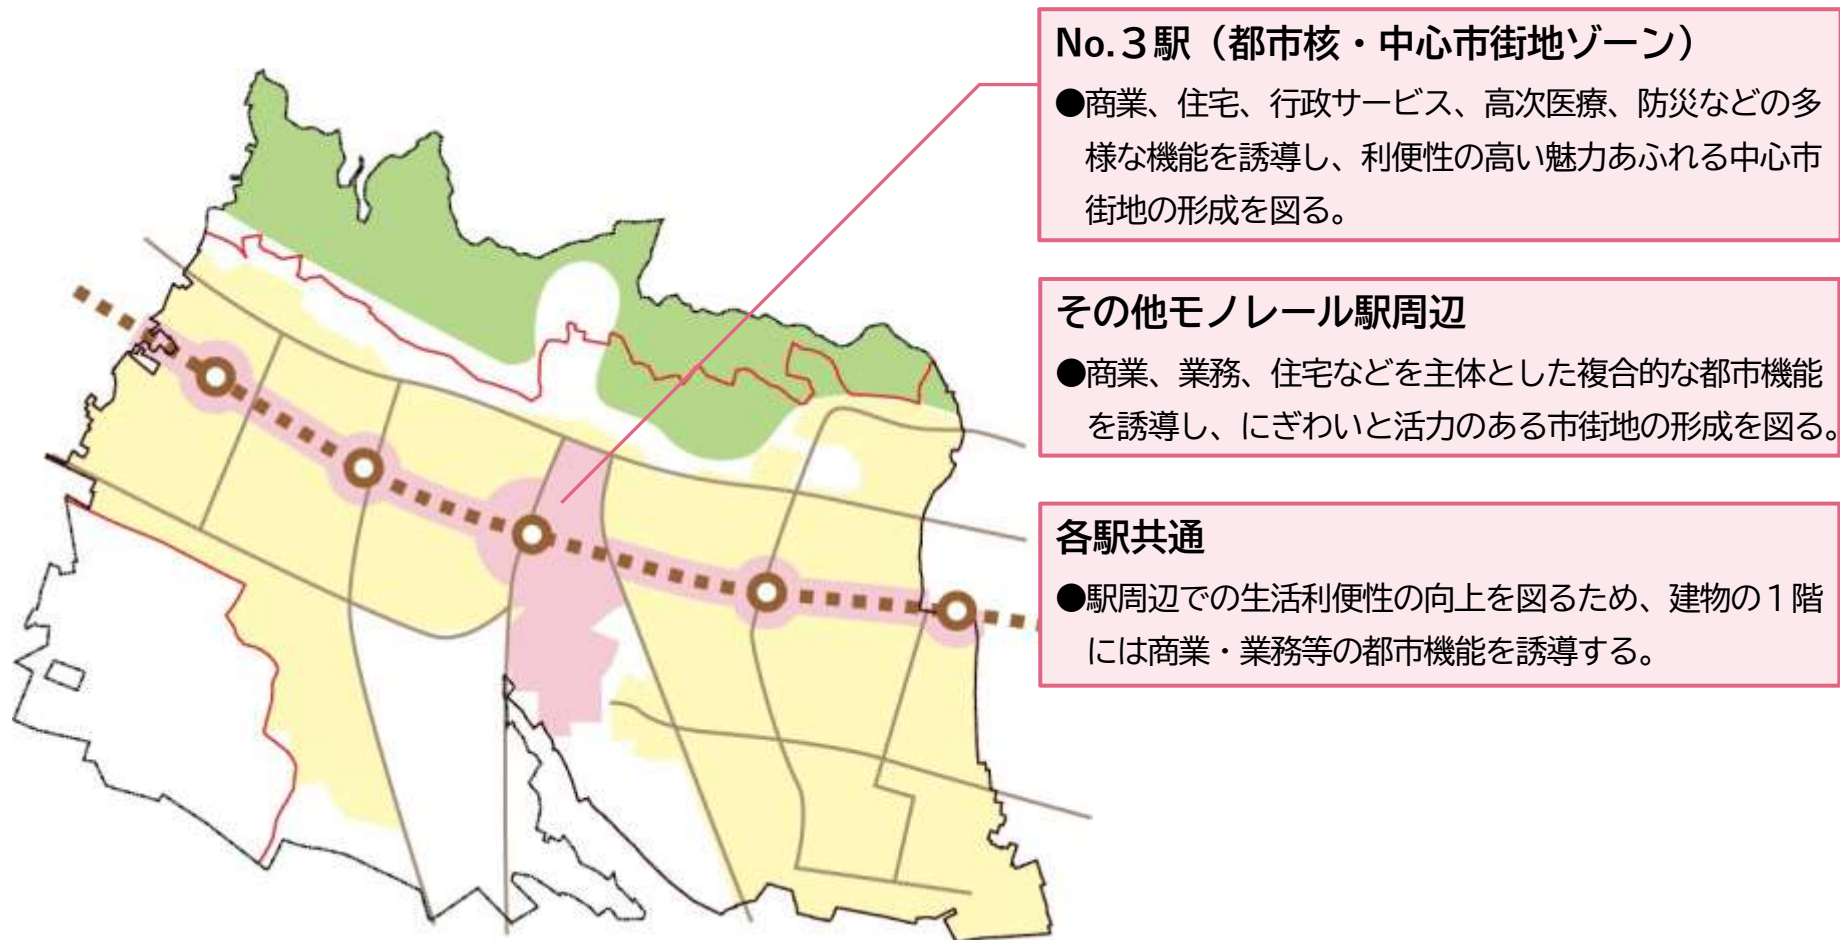 No.３駅（都市核・中心市街地ゾーン）
●商業、住宅、行政サービス、高次医療、防災などの多
様な機能を誘導し、利便性の高い魅力あふれる中心市
街地の形成を図る。
その他モノレール駅周辺
●商業、業務、住宅などを主体とした複合的な都市機能
を誘導し、にぎわいと活力のある市街地の形成を図る。
各駅共通
●駅周辺での生活利便性の向上を図るため、建物の１階
には商業・業務等の都市機能を誘導する。